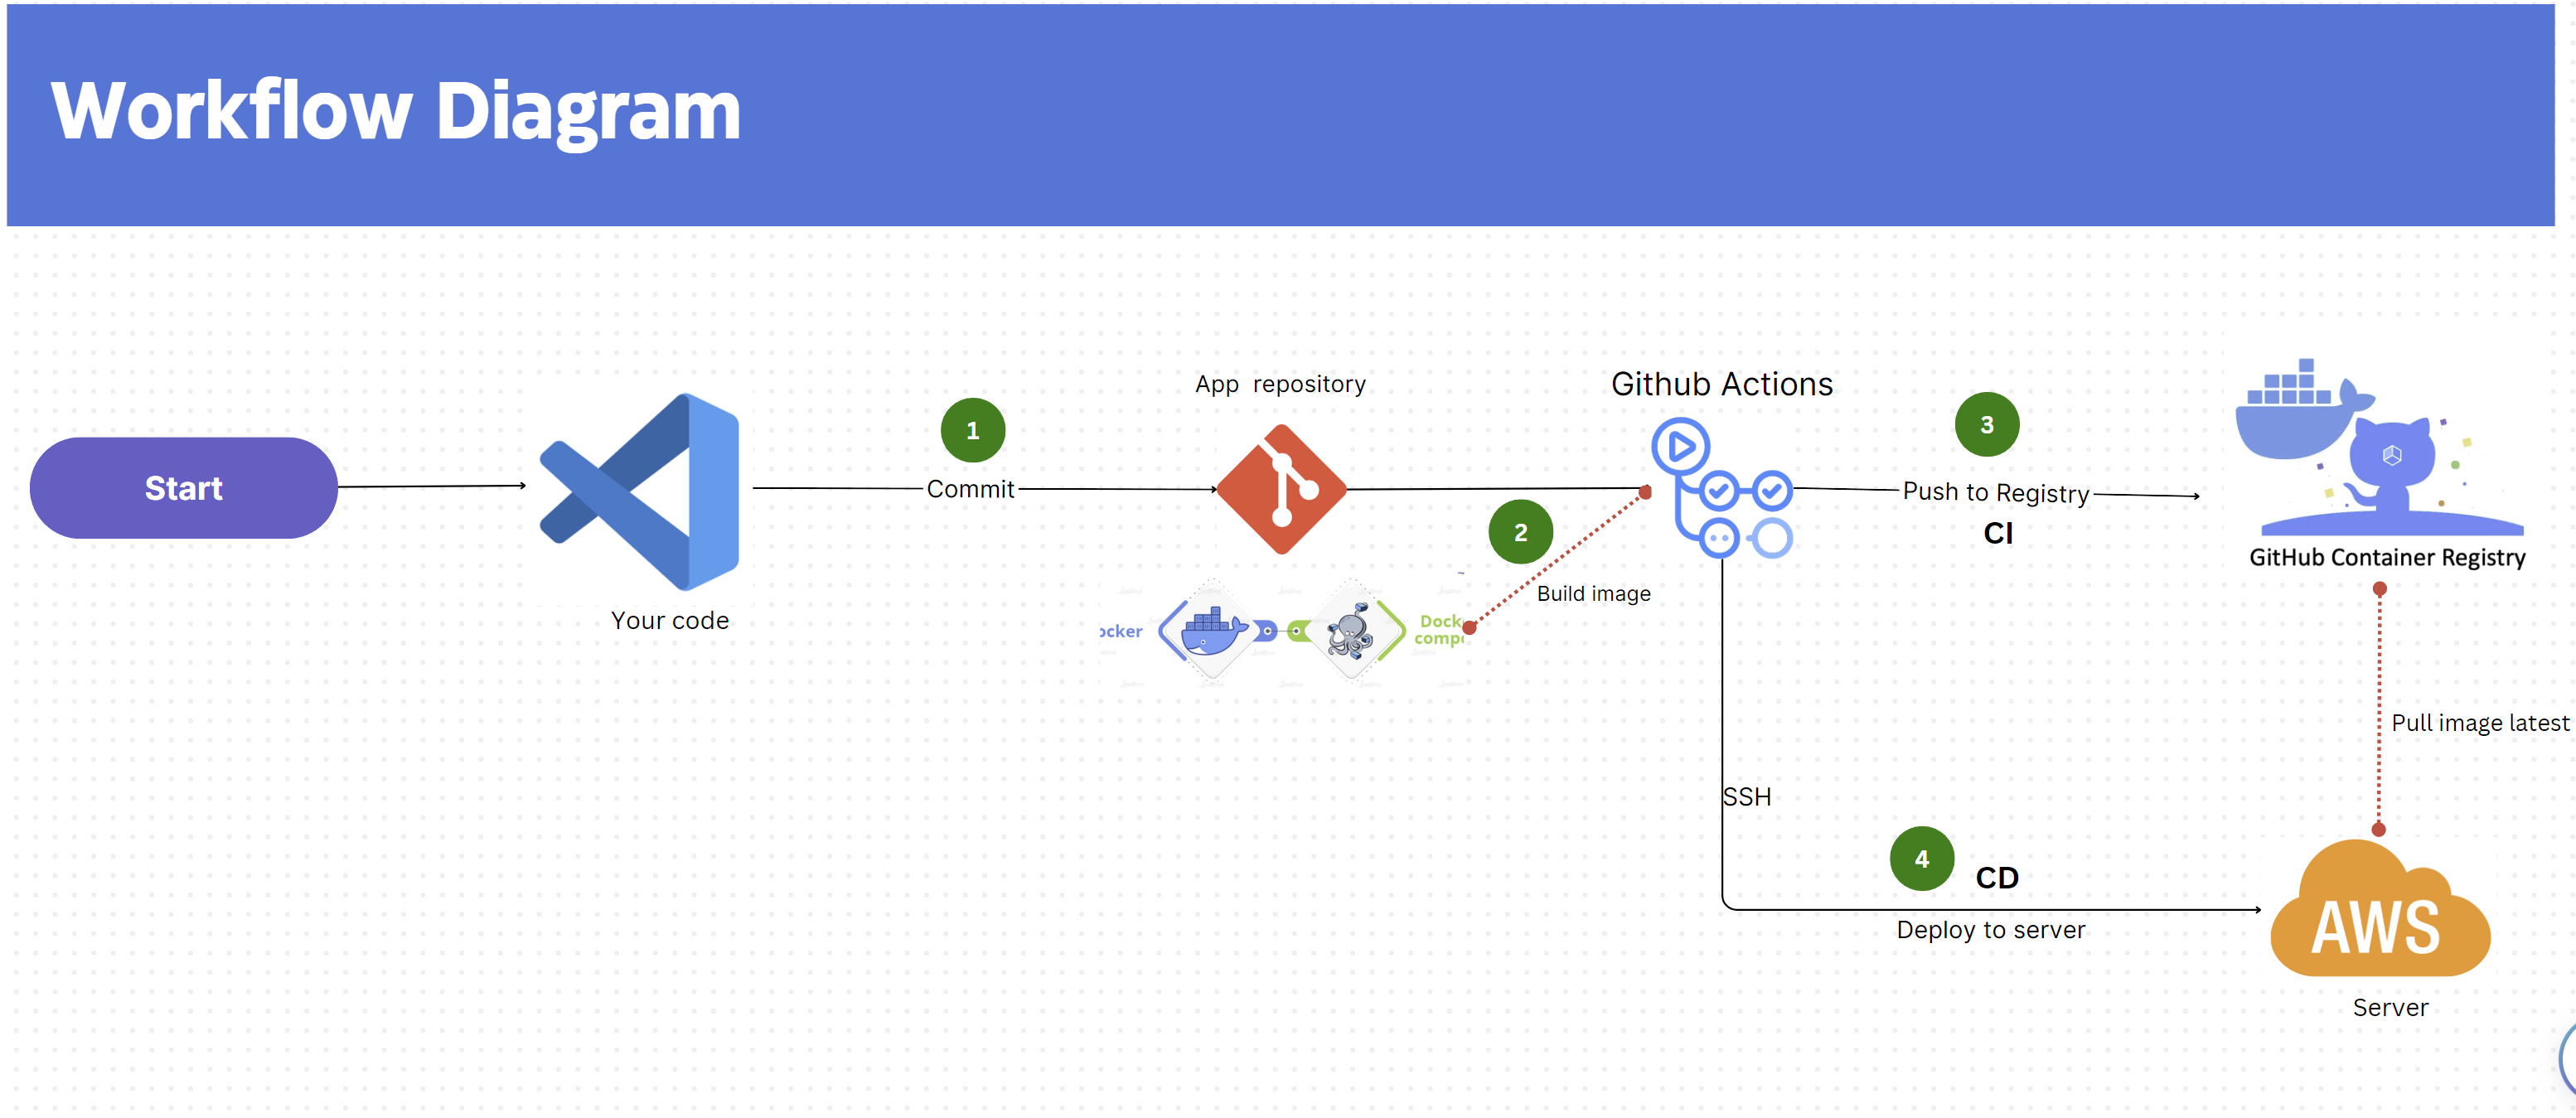 Workflow Diagram
Start
Your code
1
Commit
App repository
2
Build image
ocker
Dock
comp
Github Actions
3
Push to Registry
CI
GitHub Container Registry
Pull image latest
SSH
4
CD
Deploy to server
AWS
Server